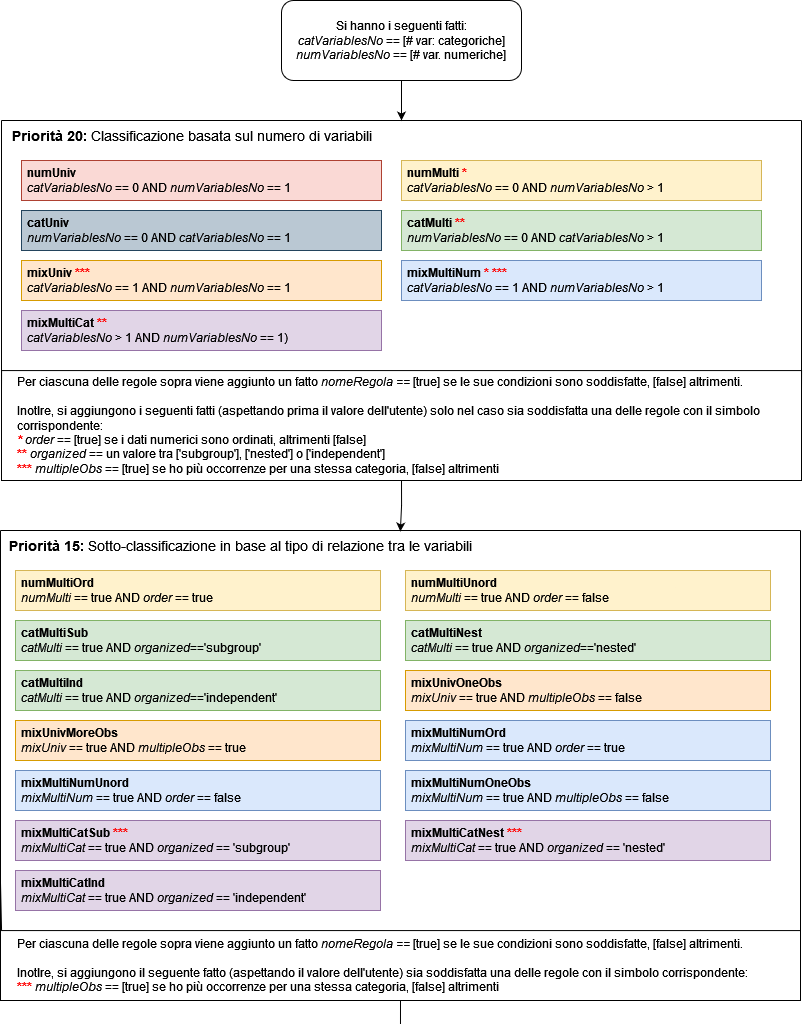 Si hanno i seguenti fatti:
catVariablesNo == [# var: categoriche]
numVariablesNo == [# var. numeriche]
Priorità 20: Classificazione basata sul numero di variabili
numUniv
catVariablesNo == 0 AND numVariablesNo == 1
numMulti *
catVariablesNo == 0 AND numVariablesNo > 1
catUniv
numVariablesNo == 0 AND catVariablesNo == 1
catMulti **
numVariablesNo == 0 AND catVariablesNo > 1
mixUniv ***
catVariablesNo == 1 AND numVariablesNo == 1
mixMultiNum * ***
catVariablesNo == 1 AND numVariablesNo > 1
mixMultiCat **
catVariablesNo > 1 AND numVariablesNo == 1)
Per ciascuna delle regole sopra viene aggiunto un fatto nomeRegola == [true] se le sue condizioni sono soddisfatte, [false] altrimenti.
Inotlre, si aggiungono i seguenti fatti (aspettando prima il valore dell'utente) solo nel caso sia soddisfatta una delle regole con il simbolo
corrispondente:
* order == [true] se i dati numerici sono ordinati, altrimenti [false]
** organized == un valore tra ['subgroup'], ['nested'] o ['independent']
*** multipleObs == [true] se ho più occorrenze per una stessa categoria, [false] altrimenti
Priorità 15: Sotto-classificazione in base al tipo di relazione tra le variabili
numMultiOrd
numMulti == true AND order == true
numMultiUnord
numMulti == true AND order == false
catMultiSub
catMulti == true AND organized=='subgroup'
catMultiNest
catMulti == true AND organized=='nested'
catMultiInd
catMulti == true AND organized=='independent'
mixUnivOneObs
mixUniv == true AND multipleObs == false
mixUnivMoreObs
mixUniv == true AND multipleObs == true
mixMultiNumOrd
mixMultiNum == true AND order == true
mixMultiNumUnord
mixMultiNum == true AND order == false
mixMultiNumOneObs
mixMultiNum == true AND multipleObs == false
mixMultiCatSub ***
mixMultiCat == true AND organized == 'subgroup'
mixMultiCatNest ***
mixMultiCat == true AND organized == 'nested'
mixMultiCatInd
mixMultiCat == true AND organized == 'independent'
Per ciascuna delle regole sopra viene aggiunto un fatto nomeRegola == [true] se le sue condizioni sono soddisfatte, [false] altrimenti.
Inotlre, si aggiungono il seguente fatto (aspettando il valore dell'utente) sia soddisfatta una delle regole con il simbolo corrispondente:
*** multipleObs == [true] se ho più occorrenze per una stessa categoria, [false] altrimenti